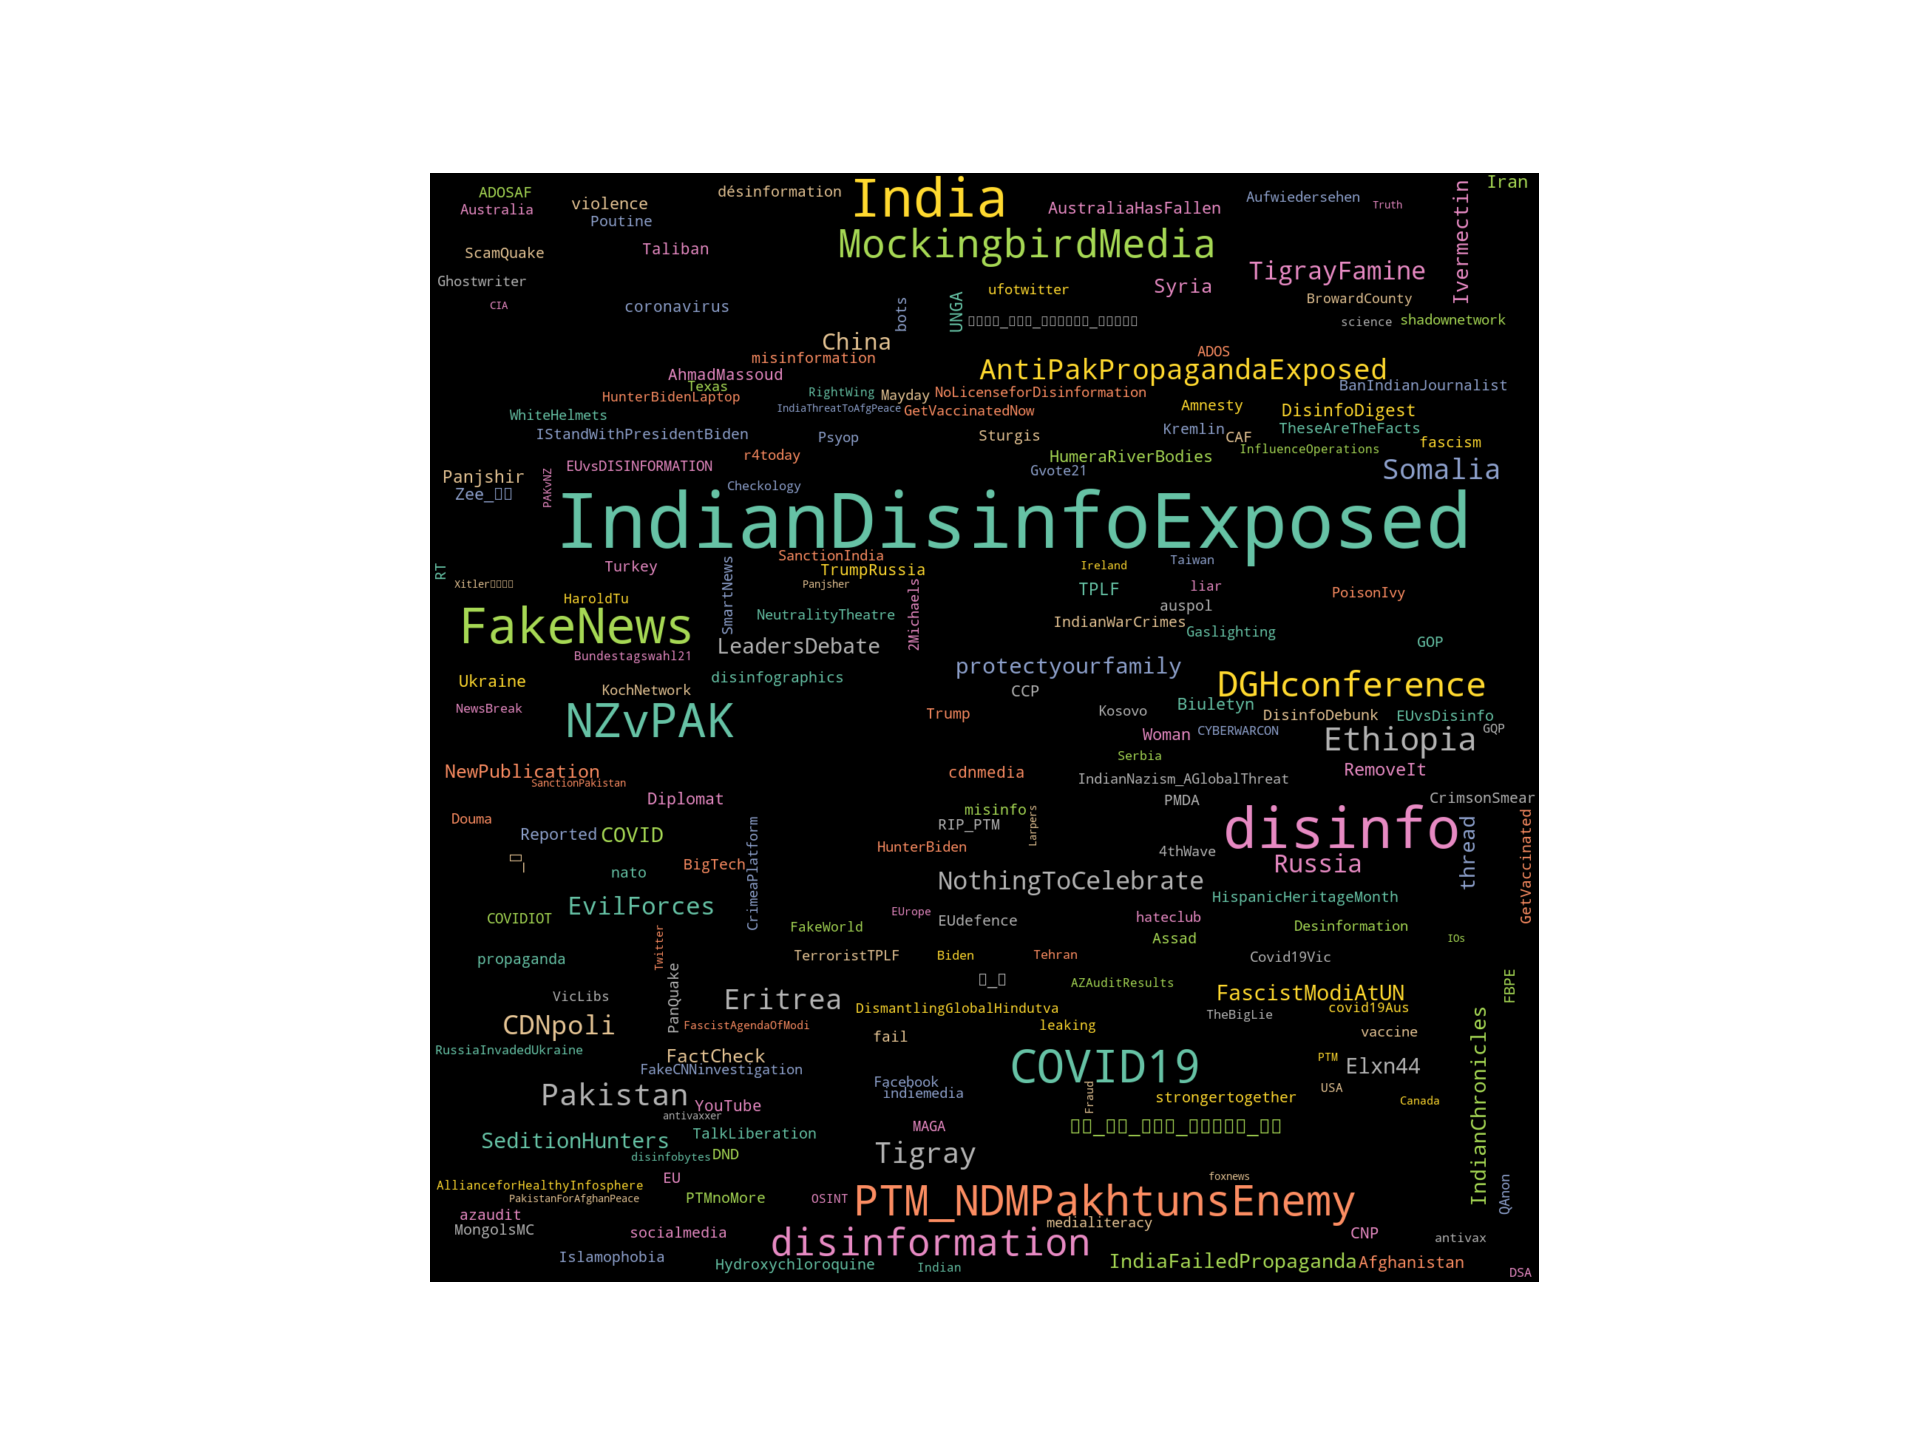 ADOSAF
Australia
violence
Poutine
désinformation
India
AustraliaHasFallen
Aufwiedersehen
Truth
Ivermectin
Iran
MockingbirdMedia
ScamQuake
Taliban
TigrayFamine
Ghostwriter
CIA
coronavirus
bots
UNGA
ufotwitter
Syria
BrowardCounty
science
shadownetwork
China
misinformation
AhmadMassoud
Texas
HunterBidenLaptop
ADOS
AntiPakPropagandaExposed
BanIndianJournalist
RightWing
Mayday
NoLicenseforDisinformation
IndiaThreatToAfgPeace
GetVaccinatedNow
WhiteHelmets
Amnesty
DisinfoDigest
IStandWithPresidentBiden
Psyop
Sturgis
Kremlin
CAF
TheseAreTheFacts
fascism
InfluenceOperations
r4today
HumeraRiverBodies
Gvote21
Somalia
EUvsDISINFORMATION
Panjshir
Zee_
PAKvNZ
Checkology
IndianDisinfoExposed
SanctionIndia
Turkey
SmartNews
TrumpRussia
Panjsher
2Michaels
Ireland
Taiwan
RT
Xitler
HaroldTu
TPLF
liar
PoisonIvy
auspol
FakeNews
NeutralityTheatre
IndianWarCrimes
Gaslighting
GOP
LeadersDebate
Bundestagswahl21
protectyourfamily
disinfographics
Ukraine
KochNetwork
CCP
DGHconference
NewsBreak
NZvPAK
Trump
Kosovo
Biuletyn
DisinfoDebunk
EUvsDisinfo
GQP
Woman
CYBERWARCON
Ethiopia
Serbia
NewPublication
SanctionPakistan
cdnmedia
IndianNazism_AGlobalThreat
RemoveIt
Diplomat
PMDA
CrimsonSmear
Douma
misinfo
RIP_PTM
Larpers
disinfo
thread
GetVaccinated
Reported
COVID
CrimeaPlatform
HunterBiden
4thWave
Russia
BigTech
nato
NothingToCelebrate
HispanicHeritageMonth
EvilForces
COVIDIOT
EUrope
EUdefence
hateclub
FakeWorld
Desinformation
Assad
IOs
propaganda
Twitter
TerroristTPLF
Biden
Tehran
Covid19Vic
PanQuake
AZAuditResults
FBPE
VicLibs
Eritrea
FascistModiAtUN
DismantlingGlobalHindutva
covid19Aus
TheBigLie
CDNpoli
FascistAgendaOfModi
leaking
fail
vaccine
IndianChronicles
RussiaInvadedUkraine
FactCheck
FakeCNNinvestigation
COVID19
PTM
Elxn44
Facebook
indiemedia
Fraud
USA
Pakistan
YouTube
strongertogether
Canada
antivaxxer
MAGA
SeditionHunters
TalkLiberation
disinfobytes
DND
Tigray
EU
foxnews
QAnon
AllianceforHealthyInfosphere
PakistanForAfghanPeace
PTMnoMore
OSINT
PTM_NDMPakhtunsEnemy
azaudit
MongolsMC
socialmedia
medialiteracy
disinformation
CNP
antivax
Islamophobia
Hydroxychloroquine
Indian
IndiaFailedPropaganda
Afghanistan
DSA